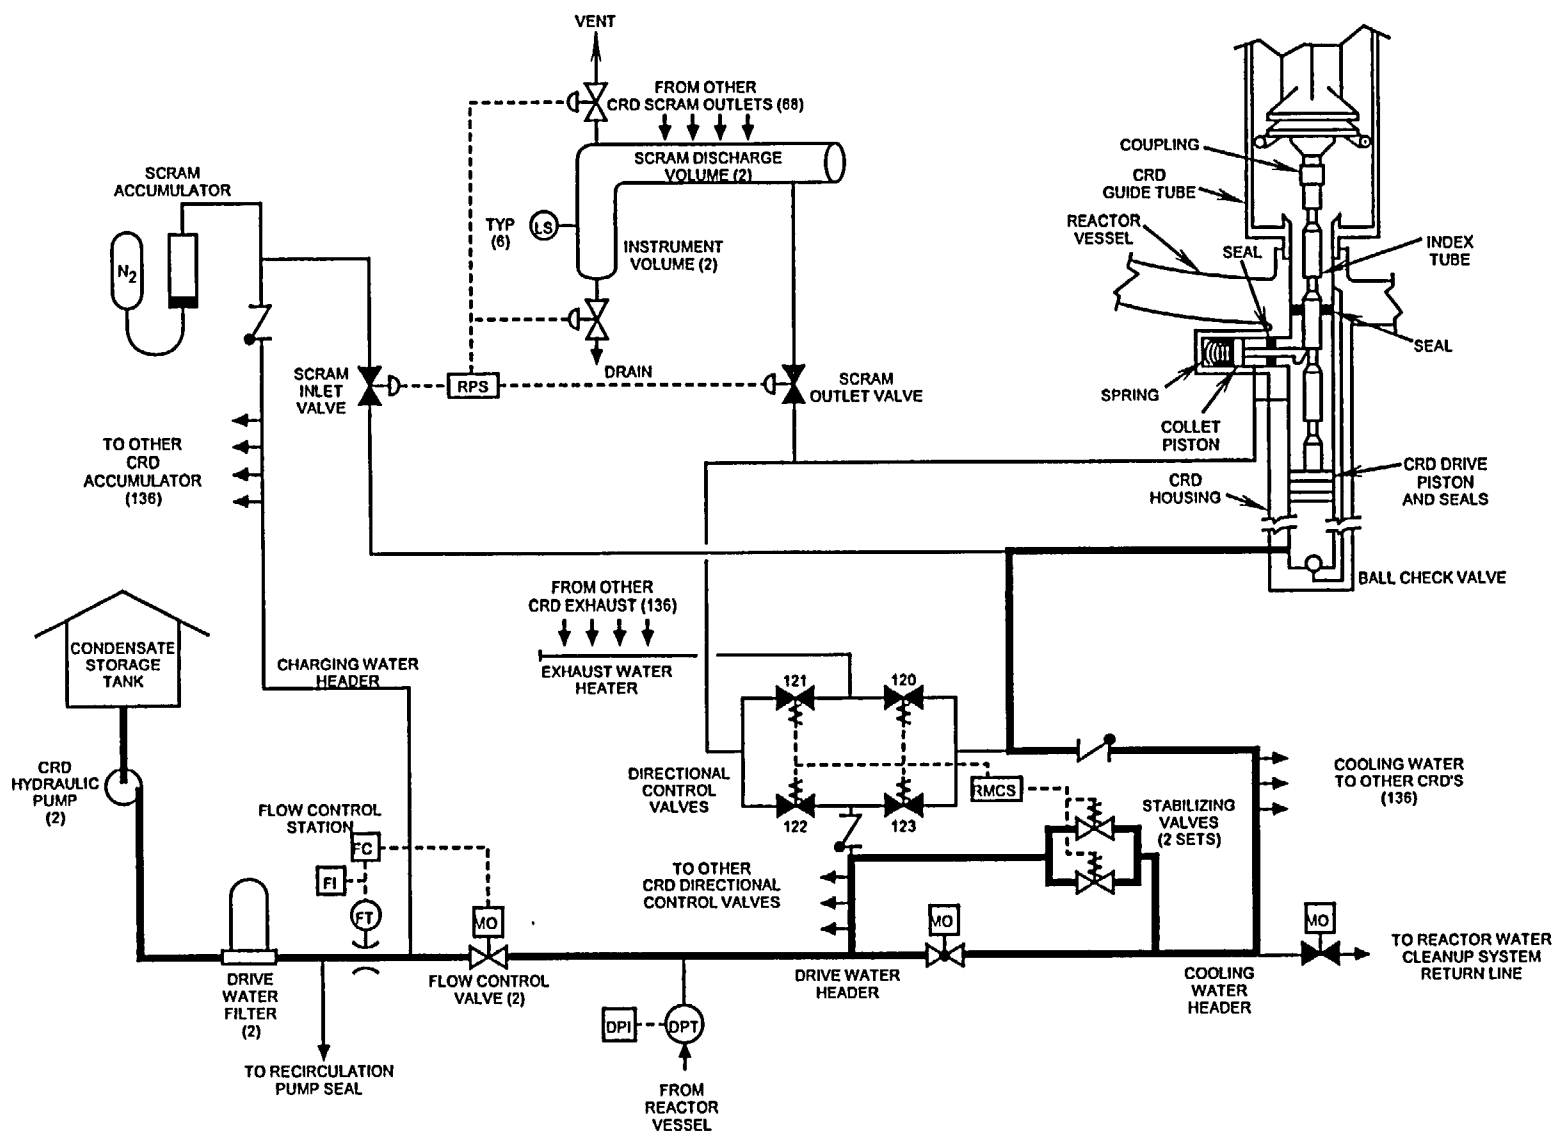 VENT
FROM OTHER
CRD SCRAM OUTLETS (68)
SCRAM DISCHARGE
VOLUME (2)
SCRAM
ACCUMULATOR
N2
TYP
(6)
LS
INSTRUMENT
VOLUME (2)
DRAIN
SCRAM
INLET
VALVE
RPS
SCRAM
OUTLET VALVE
COUPLING
CRD
GUIDE TUBE
REACTOR
VESSEL
SEAL
INDEX
TUBE
SEAL
SPRING
COLLET
PISTON
CRD DRIVE
PISTON
AND SEALS
CRD
HOUSING
BALL CHECK VALVE
TO OTHER
CRD
ACCUMULATOR
(136)
FROM OTHER
CRD EXHAUST (136)
EXHAUST WATER
HEATER
CONDENSATE
STORAGE
TANK
CHARGING WATER
HEADER
CRD
HYDRAULIC
PUMP
(2)
121
120
122
123
DIRECTIONAL
CONTROL
VALVES
RMCS
STABILIZING
VALVES
(2 SETS)
COOLING WATER
TO OTHER CRD'S
(136)
FLOW CONTROL
STATION
FC
FI
FT
MO
TO OTHER
CRD DIRECTIONAL
CONTROL VALVES
MO
MO
DRIVE
WATER
FILTER
(2)
FLOW CONTROL
VALVE (2)
DRIVE WATER
HEADER
COOLING
WATER
HEADER
TO REACTOR WATER
CLEANUP SYSTEM
RETURN LINE
DPI
DPT
TO RECIRCULATION
PUMP SEAL
FROM
REACTOR
VESSEL